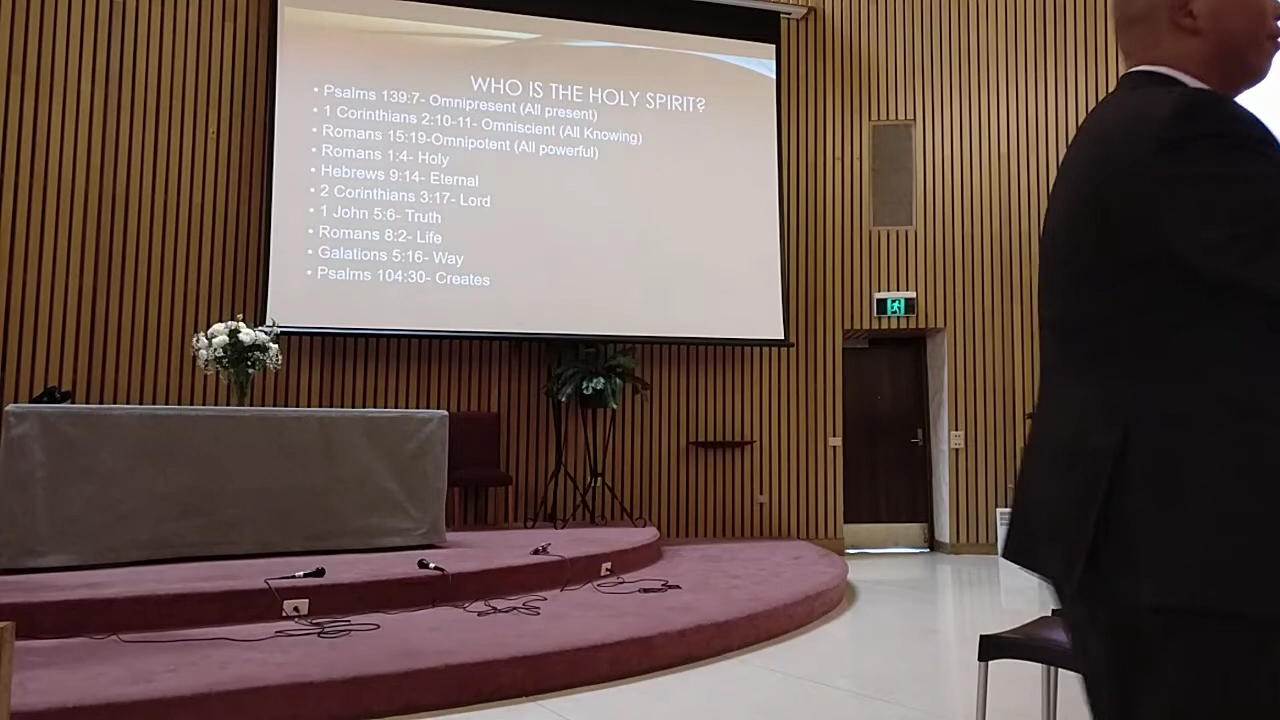 WHO IS THE HOLY SPIRIT?
• Psalms 139:7- Omnipresent (All present)
• 1 Corinthians 2:10-11- Omniscient (All Knowing)
• Romans 15:19-Omnipotent (All powerful)
• Romans 1:4- Holy
• Hebrews 9:14- Eternal
• 2 Corinthians 3:17- Lord
• 1 John 5:6- Truth
• Romans 8:2- Life
• Galations 5:16- Way
• Psalms 104:30- Creates